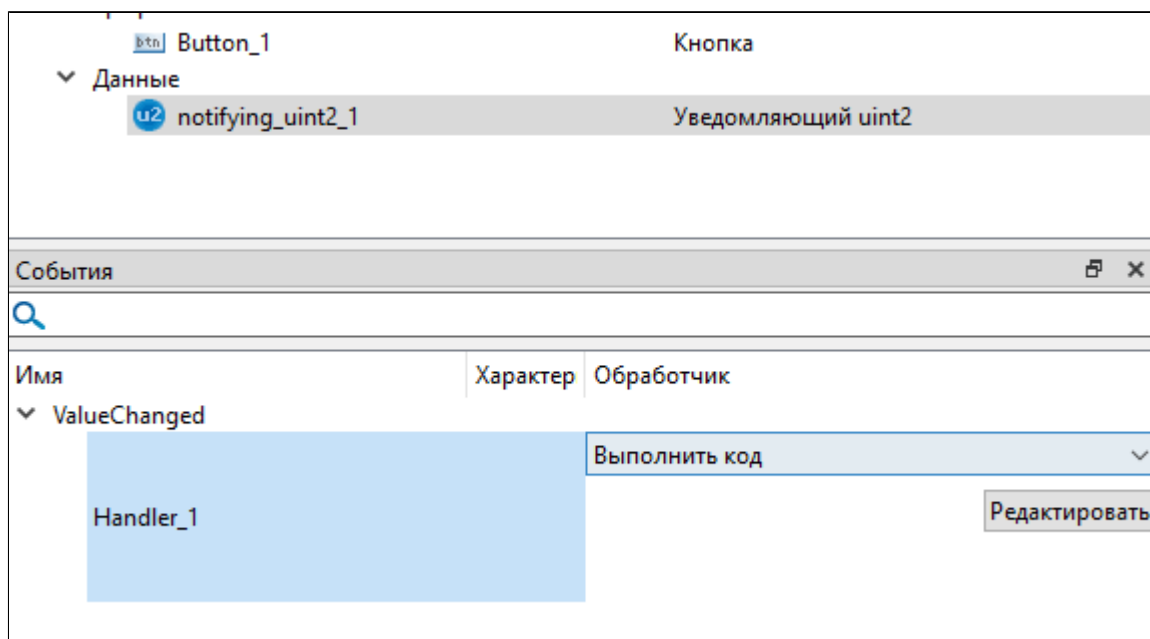 btn Button_1 Кнопка
Данные
u2 notifying_uint2_1 Уведомляющий uint2
События
Имя Характер Обработчик
ValueChanged
Выполнить код
Handler_1 Редактировать